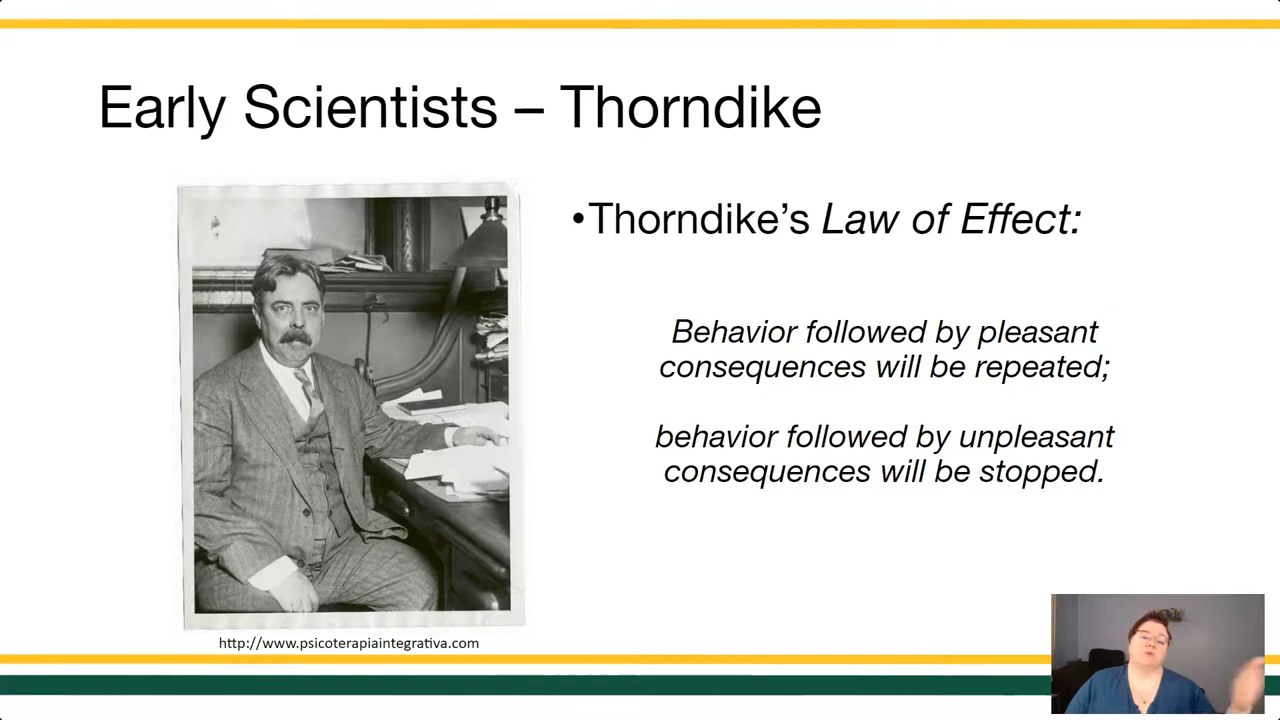 Early Scientists – Thorndike
•Thorndike’s Law of Effect:
Behavior followed by pleasant
consequences will be repeated;
behavior followed by unpleasant
consequences will be stopped.
http://www.psicoterapiaintegrativa.com